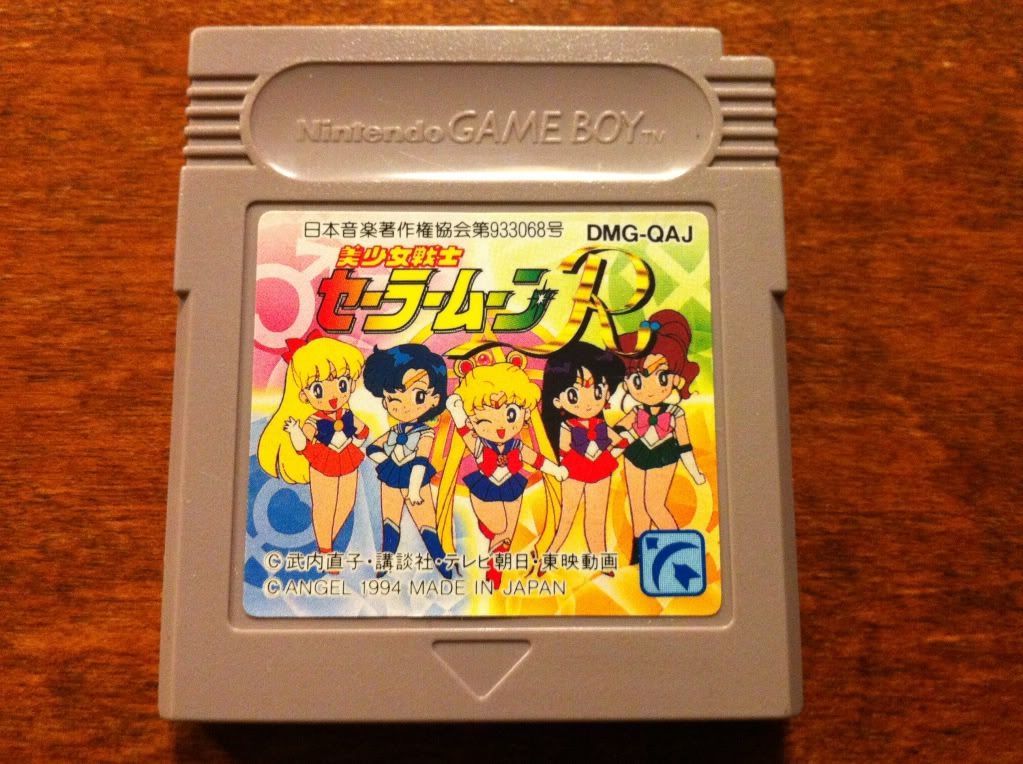 Nintendo GAME BOY TM
日本音楽著作権協会第933068号 DMG-QAJ
美少女戦士
セーラームーンR
©武内直子・講談社・テレビ朝日・東映動画
©ANGEL 1994 MADE IN JAPAN